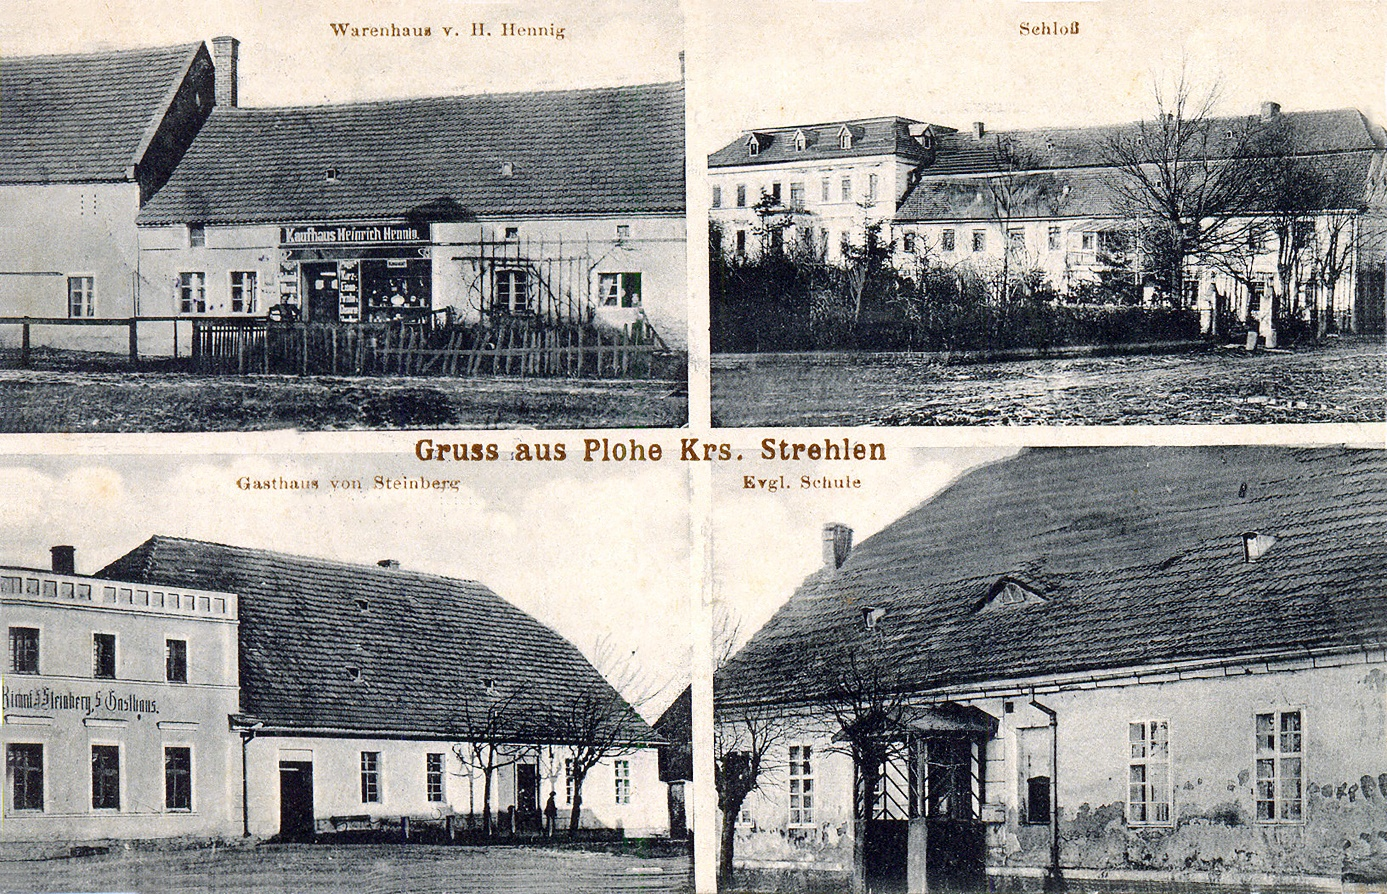 Warenhaus v. H. Hennig
Schloß
Kaufhaus Heinrich Hennig.
Gruss aus Plohe Krs. Strehlen
Gasthaus von Steinberg
Evgl. Schule
Steinberg's Gasthaus.